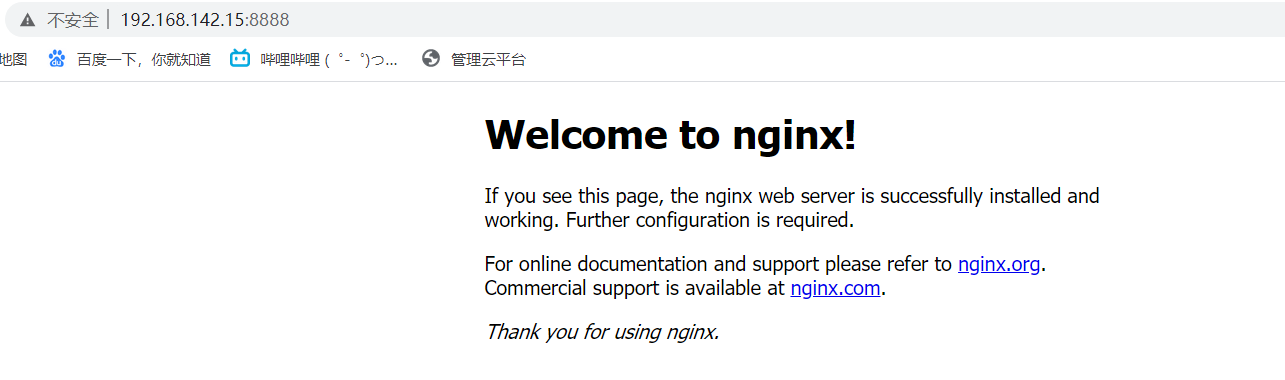 不安全 | 192.168.142.15:8888
地图 百度一下，你就知道 哔哩哔哩 ( ゜- ゜)つ... 管理云平台
Welcome to nginx!
If you see this page, the nginx web server is successfully installed and
working. Further configuration is required.
For online documentation and support please refer to nginx.org.
Commercial support is available at nginx.com.
Thank you for using nginx.